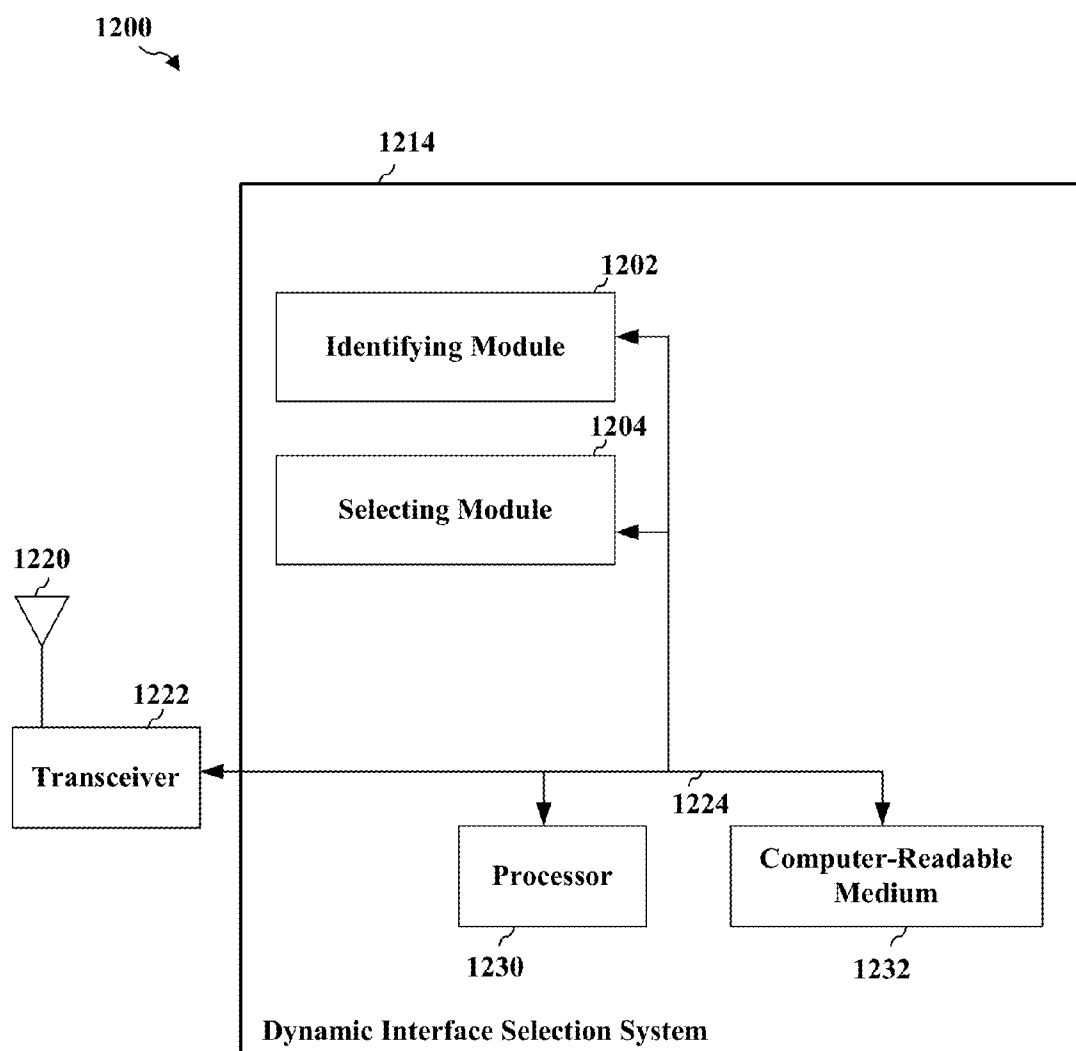 1200
1214
1202
Identifying Module
1204
Selecting Module
1220
1222
Transceiver
1224
Processor
Computer-Readable
Medium
1230
1232
Dynamic Interface Selection System